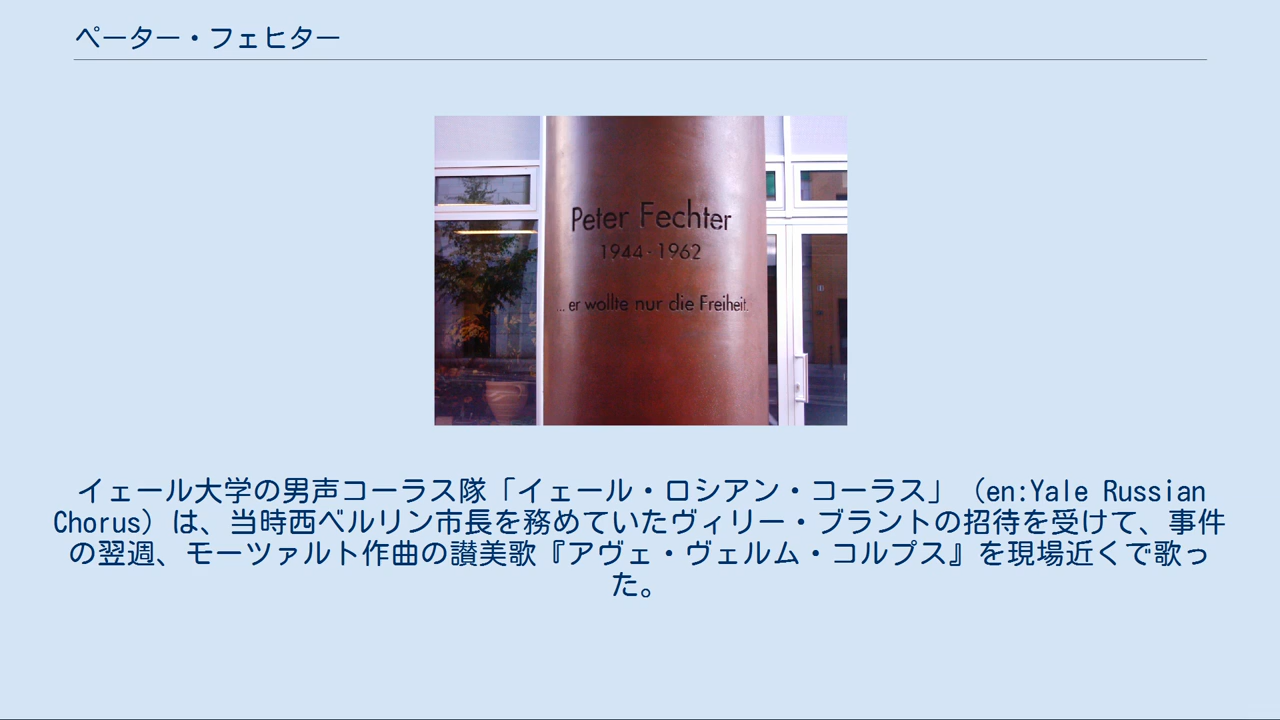 ペーター・フェヒター
Peter Fechter
1944·1962
... er wollte nur die Freiheit.
イェール大学の男声コーラス隊「イェール・ロシアン・コーラス」（en:Yale Russian
Chorus）は、当時西ベルリン市長を務めていたヴィリー・ブラントの招待を受けて、事件
の翌週、モーツァルト作曲の讃美歌『アヴェ・ヴェルム・コルプス』を現場近くで歌っ
た。